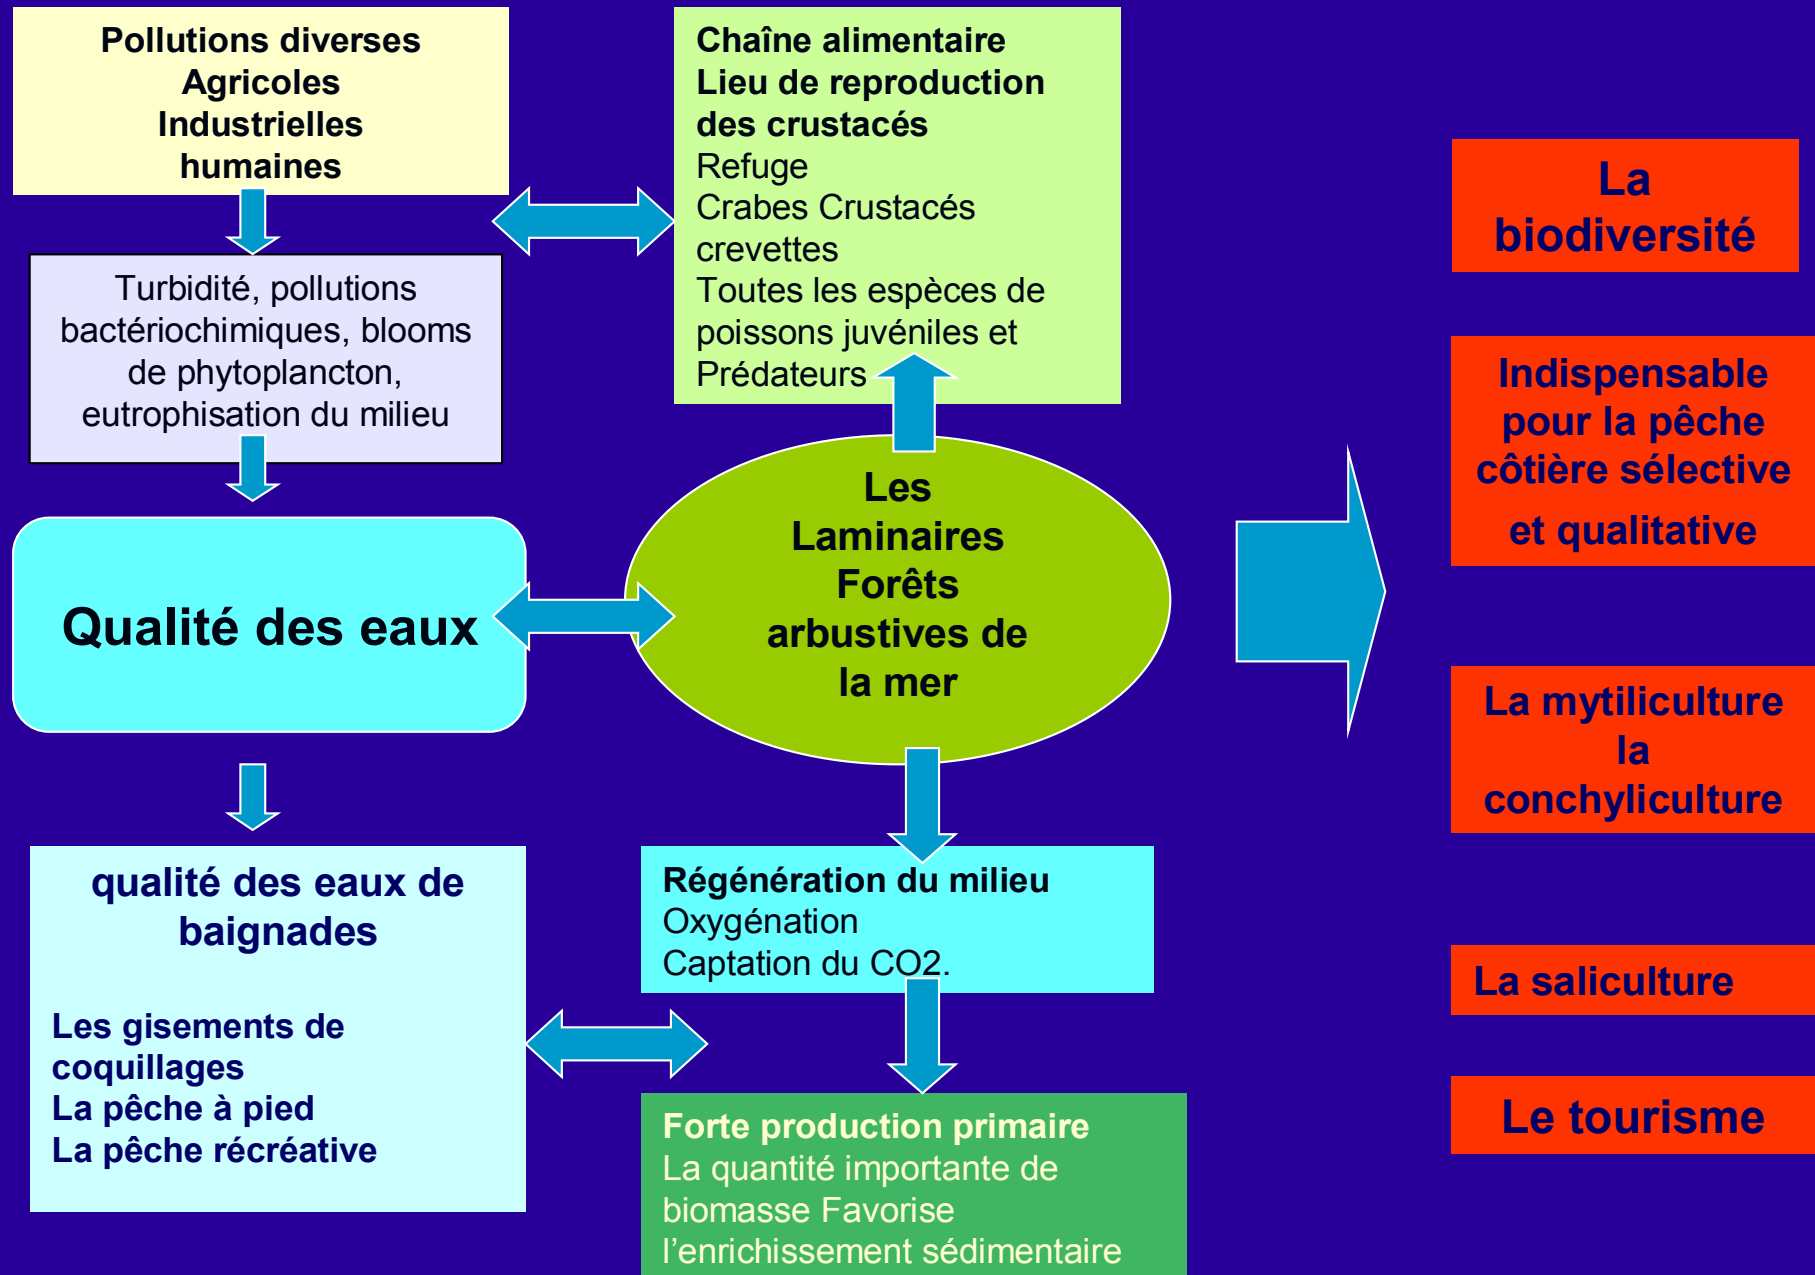 Pollutions diverses
Agricoles
Industrielles
humaines
Turbidité, pollutions
bactériochimiques, blooms
de phytoplancton,
eutrophisation du milieu
Qualité des eaux
qualité des eaux de
baignades
Les gisements de
coquillages
La pêche à pied
La pêche récréative
Chaîne alimentaire
Lieu de reproduction
des crustacés
Refuge
Crabes Crustacés
crevettes
Toutes les espèces de
poissons juvéniles et
Prédateurs
Les
Laminaires
Forêts
arbustives de
la mer
Régénération du milieu
Oxygénation
Captation du CO2.
Forte production primaire
La quantité importante de
biomasse Favorise
l’enrichissement sédimentaire
La
biodiversité
Indispensable
pour la pêche
côtière sélective
et qualitative
La mytiliculture
la
conchyliculture
La saliculture
Le tourisme